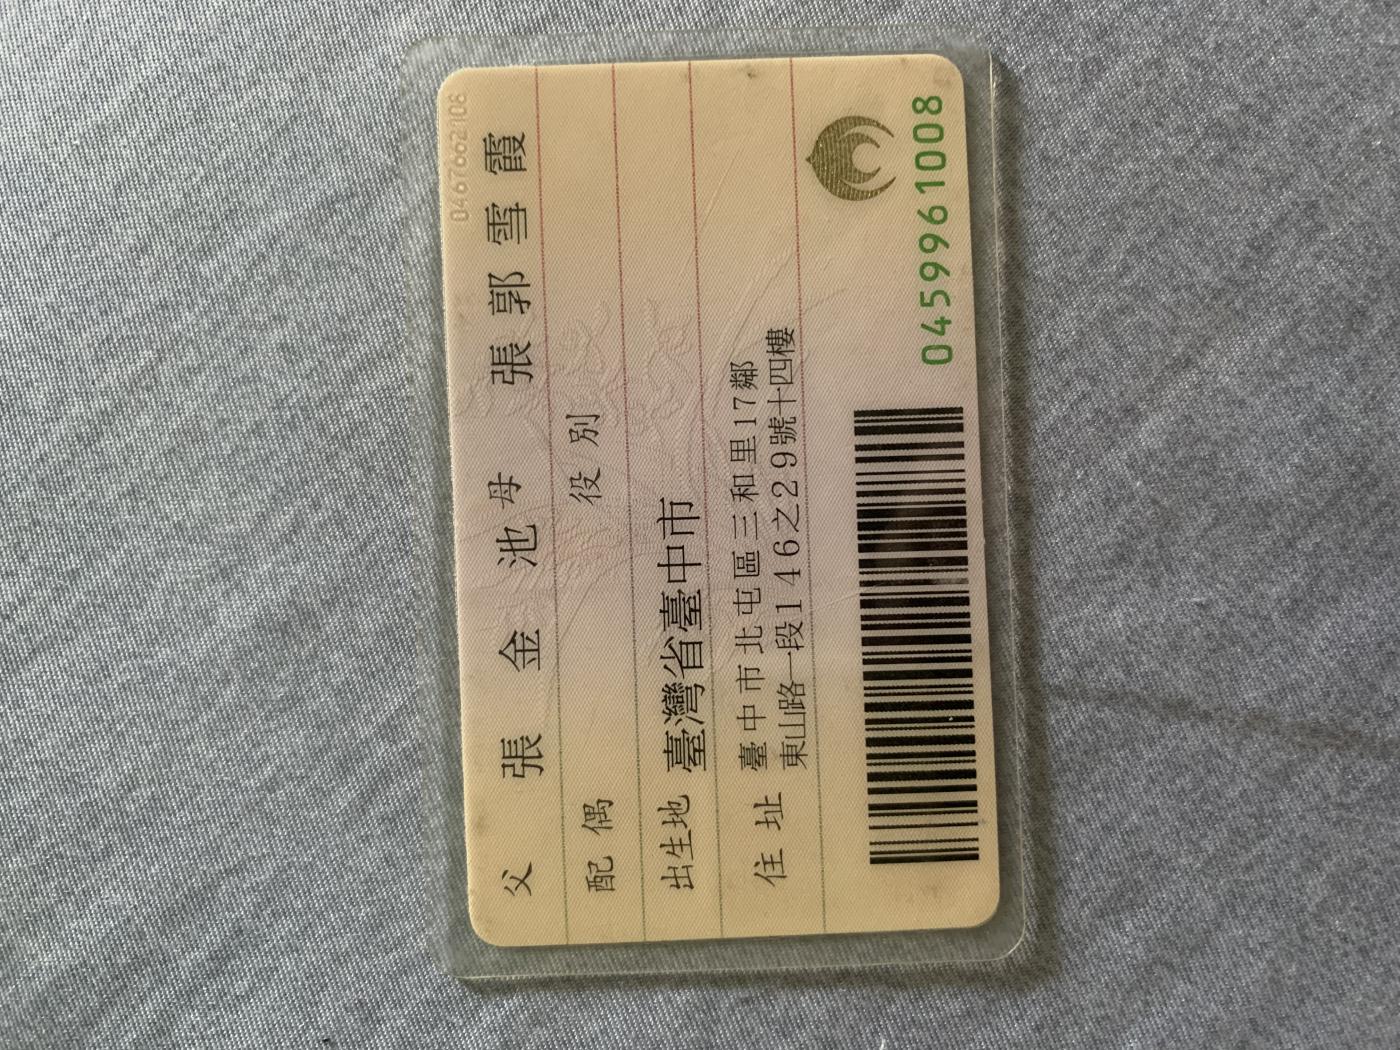 0467662108
父 張金池 母 張郭雪霞
配偶 役別
出生地 臺灣省臺中市
住址 臺中市北屯區三和里17鄰
東山路一段146之29號十四樓
0459961008